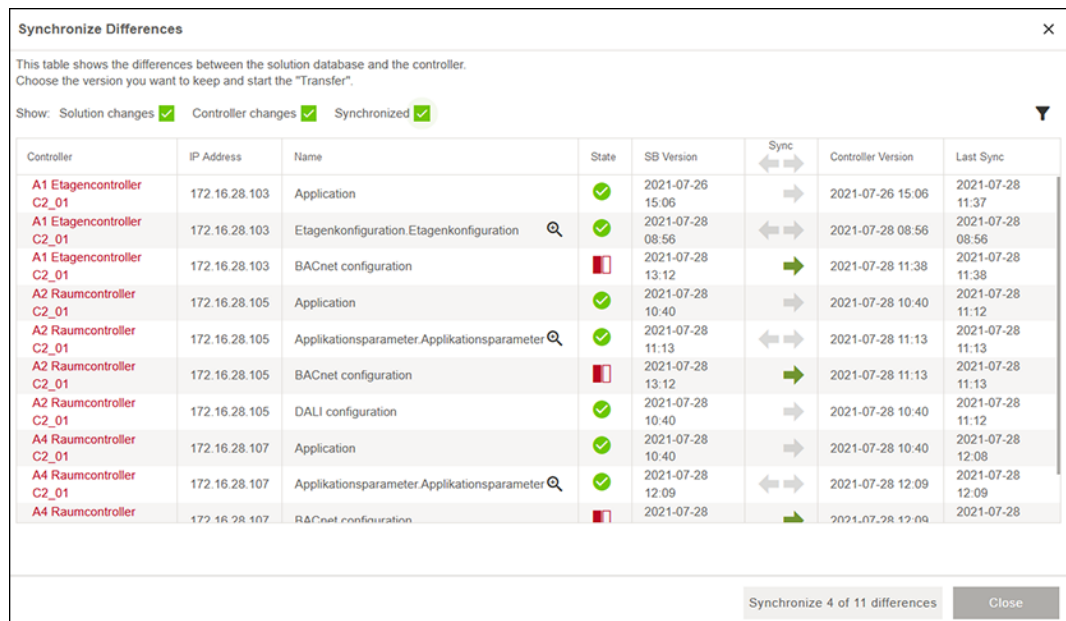 Synchronize Differences
This table shows the differences between the solution database and the controller.
Choose the version you want to keep and start the "Transfer".
Show: Solution changes Controller changes Synchronized
Controller IP Address Name State SB Version Sync Controller Version Last Sync
A1 Etagencontroller C2_01 172.16.28.103 Application 2021-07-26 15:06 2021-07-26 15:06 2021-07-28 11:37
A1 Etagencontroller C2_01 172.16.28.103 Etagenkonfiguration.Etagenkonfiguration 2021-07-28 08:56 2021-07-28 08:56 2021-07-28 08:56
A1 Etagencontroller C2_01 172.16.28.103 BACnet configuration 2021-07-28 13:12 2021-07-28 11:38 2021-07-28 11:38
A2 Raumcontroller C2_01 172.16.28.105 Application 2021-07-28 10:40 2021-07-28 10:40 2021-07-28 11:12
A2 Raumcontroller C2_01 172.16.28.105 Applikationsparameter.Applikationsparameter 2021-07-28 11:13 2021-07-28 11:13 2021-07-28 11:13
A2 Raumcontroller C2_01 172.16.28.105 BACnet configuration 2021-07-28 13:12 2021-07-28 11:13 2021-07-28 11:13
A2 Raumcontroller C2_01 172.16.28.105 DALI configuration 2021-07-28 10:40 2021-07-28 10:40 2021-07-28 11:12
A4 Raumcontroller C2_01 172.16.28.107 Application 2021-07-28 10:40 2021-07-28 10:40 2021-07-28 12:08
A4 Raumcontroller C2_01 172.16.28.107 Applikationsparameter.Applikationsparameter 2021-07-28 12:09 2021-07-28 12:09 2021-07-28 12:09
A4 Raumcontroller 172.16.28.107 BACnet configuration 2021-07-28 2021-07-28 12:09 2021-07-28
Synchronize 4 of 11 differences Close